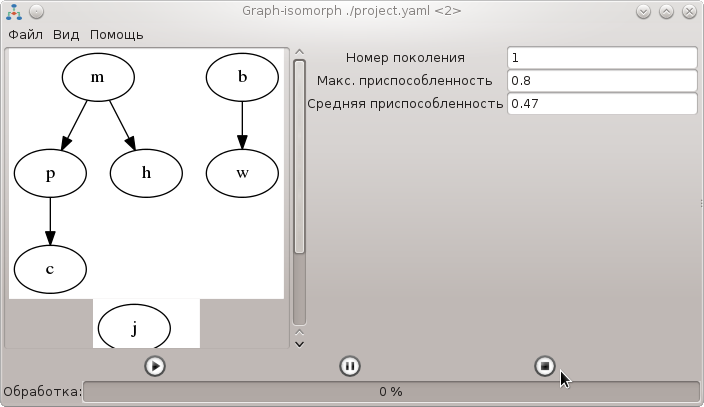 Graph-isomorph ./project.yaml <2>
Файл Вид Помощь
m b
p h w
c
j
Номер поколения 1
Макс. приспособленность 0.8
Средняя приспособленность 0.47
Обработка: 0 %